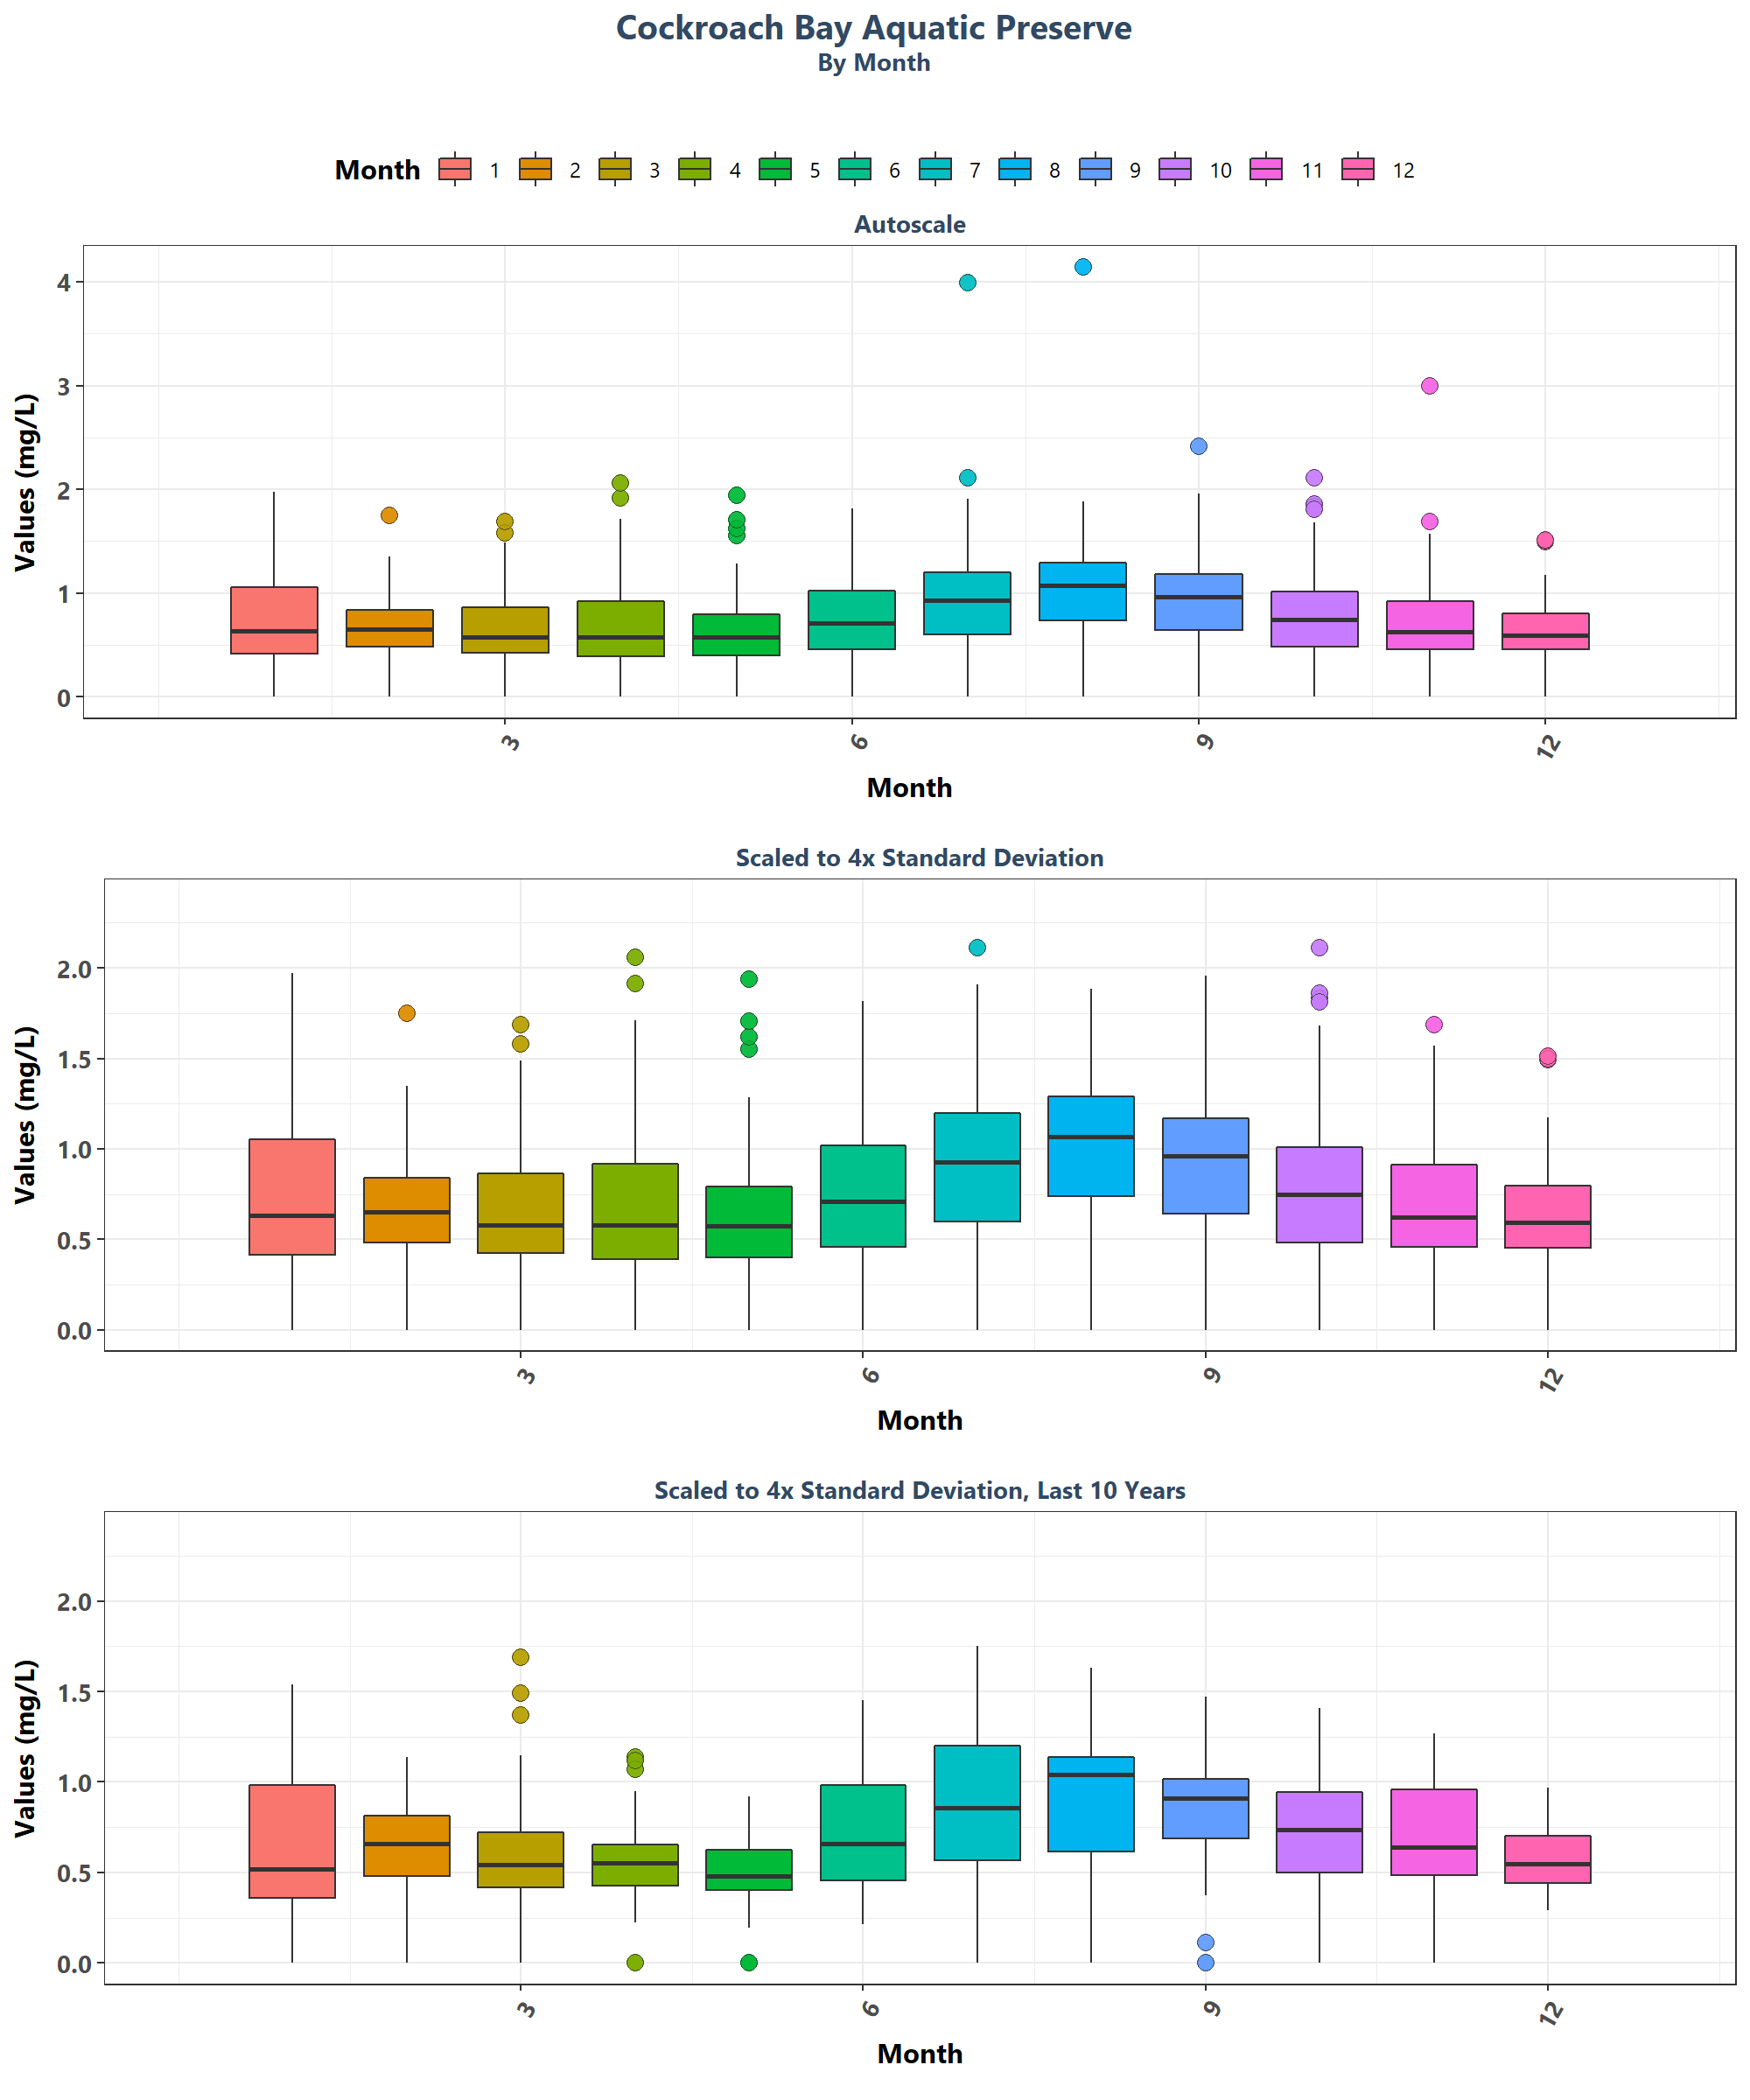 Cockroach Bay Aquatic Preserve
By Month
Month 1 2 3 4 5 6 7 8 9 10 11 12
Autoscale
Values (mg/L)
4
3
2
1
0
3 6 9 12
Month
Scaled to 4x Standard Deviation
Values (mg/L)
2.0
1.5
1.0
0.5
0.0
3 6 9 12
Month
Scaled to 4x Standard Deviation, Last 10 Years
Values (mg/L)
2.0
1.5
1.0
0.5
0.0
3 6 9 12
Month